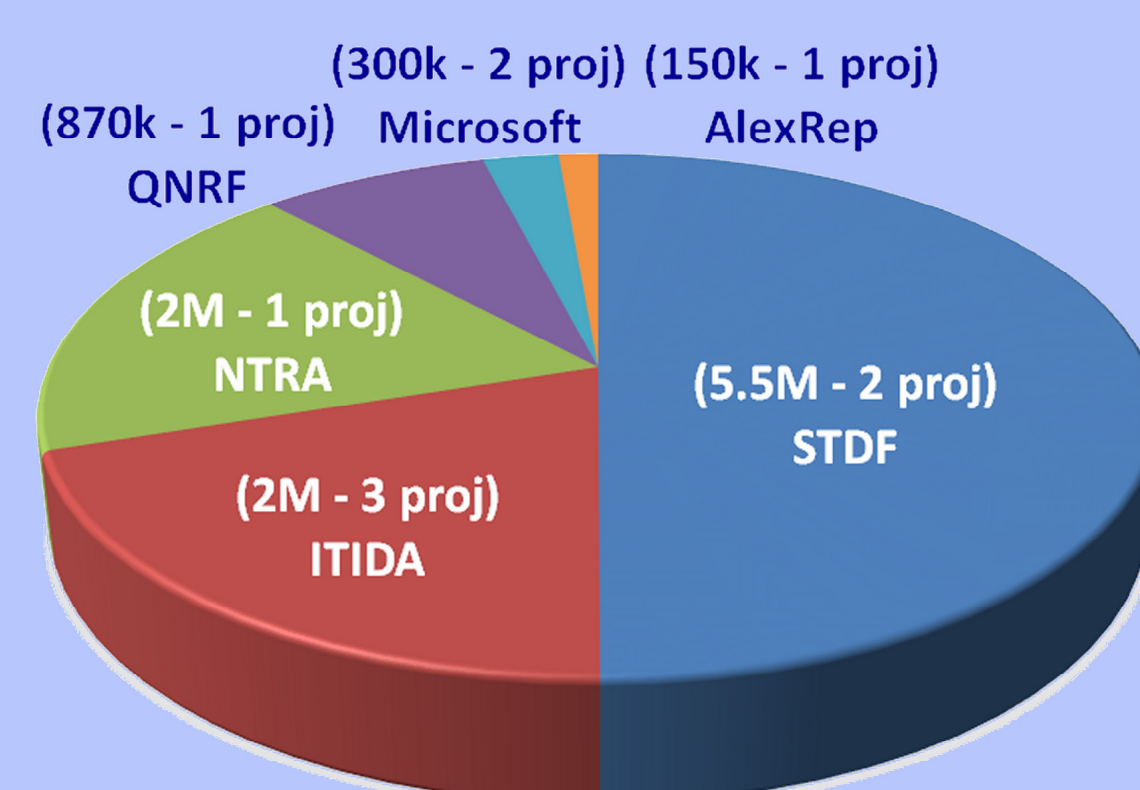 (300k - 2 proj) (150k - 1 proj)
(870k - 1 proj) Microsoft AlexRep
QNRF
(2M - 1 proj)
NTRA
(5.5M - 2 proj)
STDF
(2M - 3 proj)
ITIDA